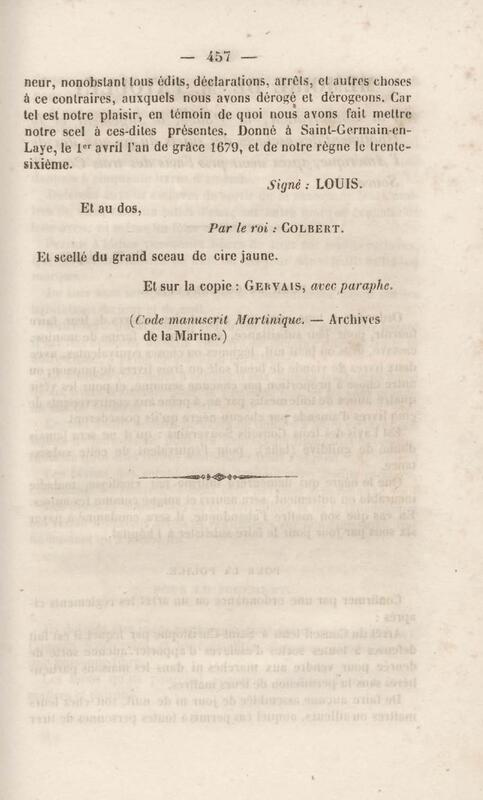 — 457 —
neur, nonobstant tous édits, déclarations, arrêts, et autres choses
à ce contraires, auxquels nous avons dérogé et dérogeons. Car
tel est notre plaisir, en témoin de quoi nous avons fait mettre
notre scel à ces-dites présentes. Donné à Saint-Germain-en-
Laye, le 1er avril l'an de grâce 1679, et de notre règne le trente-
sixième.
Signé : LOUIS.
Et au dos,
Par le roi : COLBERT.
Et scellé du grand sceau de cire jaune.
Et sur la copie : GERVAIS, avec paraphe.
(Code manuscrit Martinique. — Archives
de la Marine.)